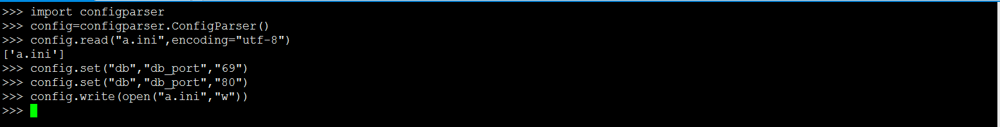 >>> import configparser
>>> config=configparser.ConfigParser()
>>> config.read("a.ini",encoding="utf-8")
['a.ini']
>>> config.set("db","db_port","69")
>>> config.set("db","db_port","80")
>>> config.write(open("a.ini","w"))
>>>